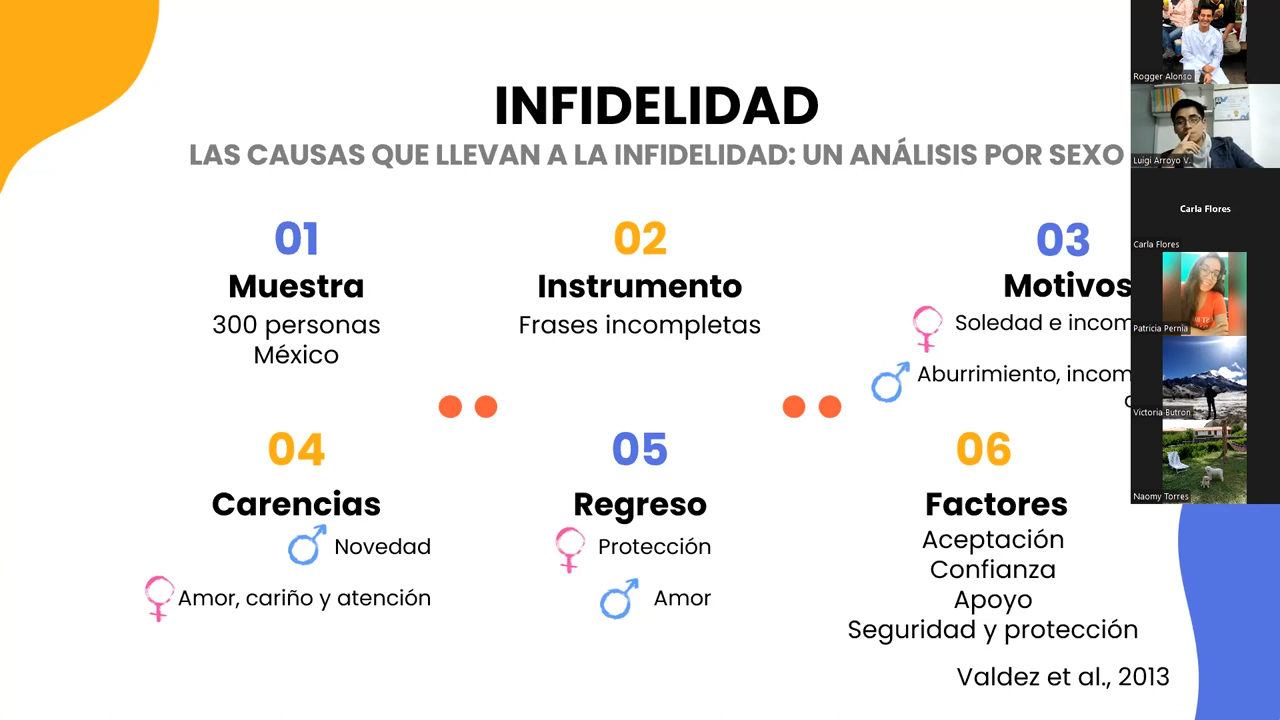 INFIDELIDAD
LAS CAUSAS QUE LLEVAN A LA INFIDELIDAD: UN ANÁLISIS POR SEXO
01
Muestra
300 personas
México
02
Instrumento
Frases incompletas
03
Motivos
Soledad e incom
Aburrimiento, incom
04
Carencias
Novedad
Amor, cariño y atención
05
Regreso
Protección
Amor
06
Factores
Aceptación
Confianza
Apoyo
Seguridad y protección
Valdez et al., 2013
Rogger Alonso
Luigi Arroyo V.
Carla Flores
Carla Flores
Patricia Pernia
Victoria Butron
Naomy Torres